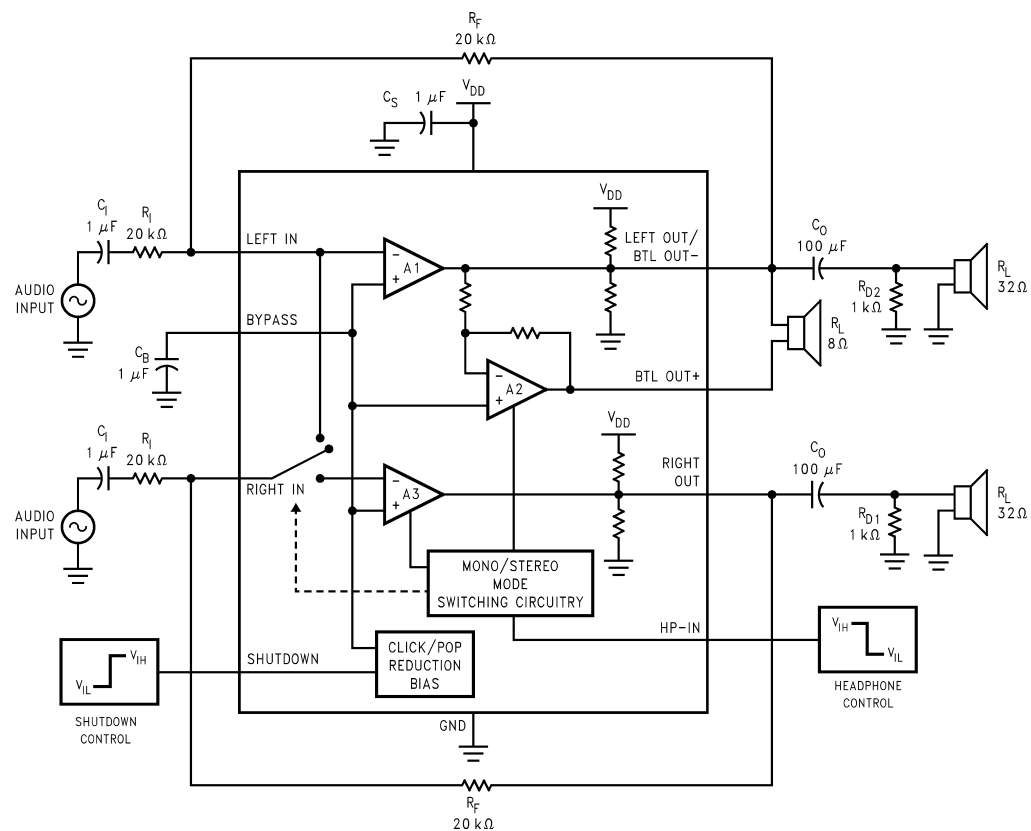 R_F
20 kΩ
C_S
1 μF
V_DD
C_I
1 μF
R_I
20 kΩ
LEFT IN
V_DD
LEFT OUT/
BTL OUT-
C_O
100 μF
A1
AUDIO
INPUT
R_D2
1 kΩ
R_L
32Ω
BYPASS
C_B
1 μF
R_L
8Ω
A2
BTL OUT+
C_I
1 μF
R_I
20 kΩ
V_DD
RIGHT
OUT
C_O
100 μF
RIGHT IN
A3
AUDIO
INPUT
R_D1
1 kΩ
R_L
32Ω
MONO/STEREO
MODE
SWITCHING CIRCUITRY
HP-IN
V_IH
V_IL
HEADPHONE
CONTROL
CLICK/POP
REDUCTION
BIAS
SHUTDOWN
V_IH
V_IL
SHUTDOWN
CONTROL
GND
R_F
20 kΩ